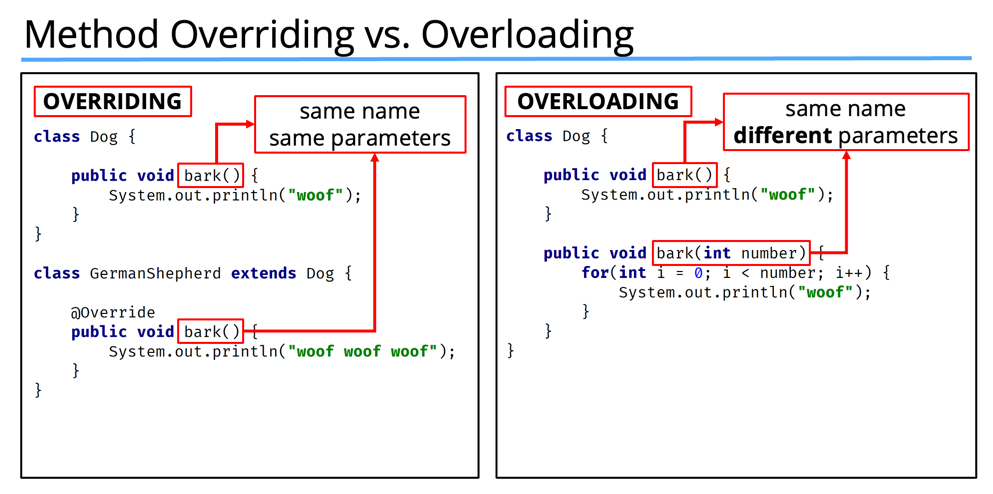 Method Overriding vs. Overloading
OVERRIDING
same name
same parameters
class Dog {
public void bark() {
System.out.println("woof");
}
}
class GermanShepherd extends Dog {
@Override
public void bark() {
System.out.println("woof woof woof");
}
}
OVERLOADING
same name
different parameters
class Dog {
public void bark() {
System.out.println("woof");
}
public void bark(int number) {
for(int i = 0; i < number; i++) {
System.out.println("woof");
}
}
}